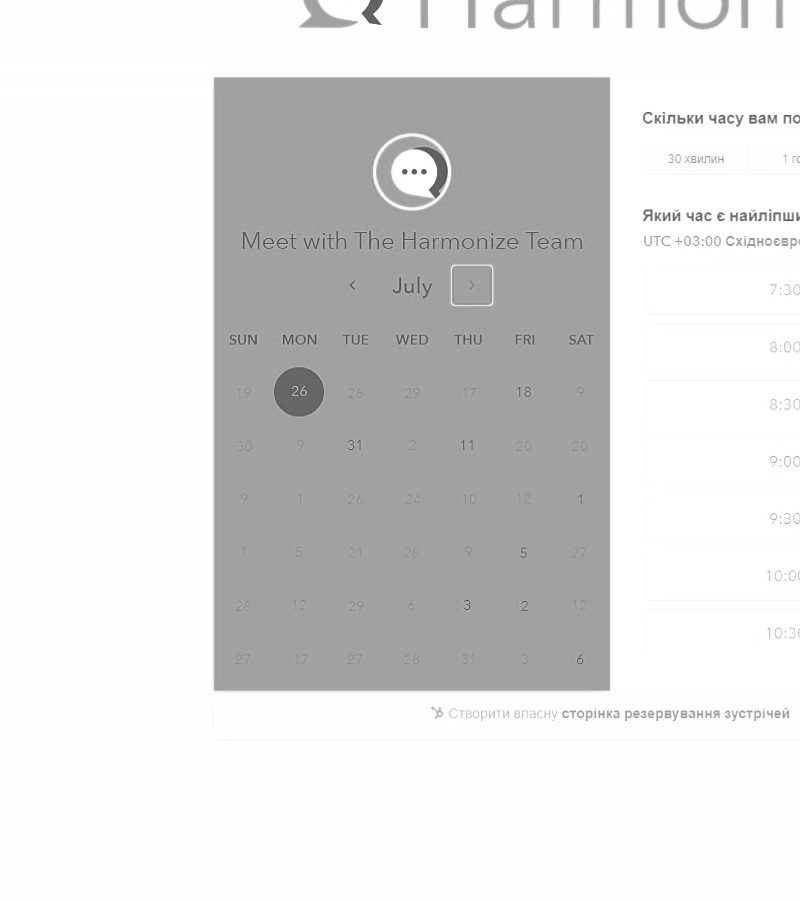 Harmon
Meet with The Harmonize Team
July
SUN MON TUE WED THU FRI SAT
19 26 26 29 17 18 9
30 9 31 2 11 20 20
9 1 26 24 10 12 1
1 5 21 28 9 5 27
28 12 29 6 3 2 12
27 17 27 28 31 3 6
Скільки часу вам по
30 хвилин 1 го
Який час є найліпши
UTC +03:00 Східноєвро
7:30
8:00
8:30
9:00
9:30
10:00
10:30
Створити власну сторінка резервування зустрічей